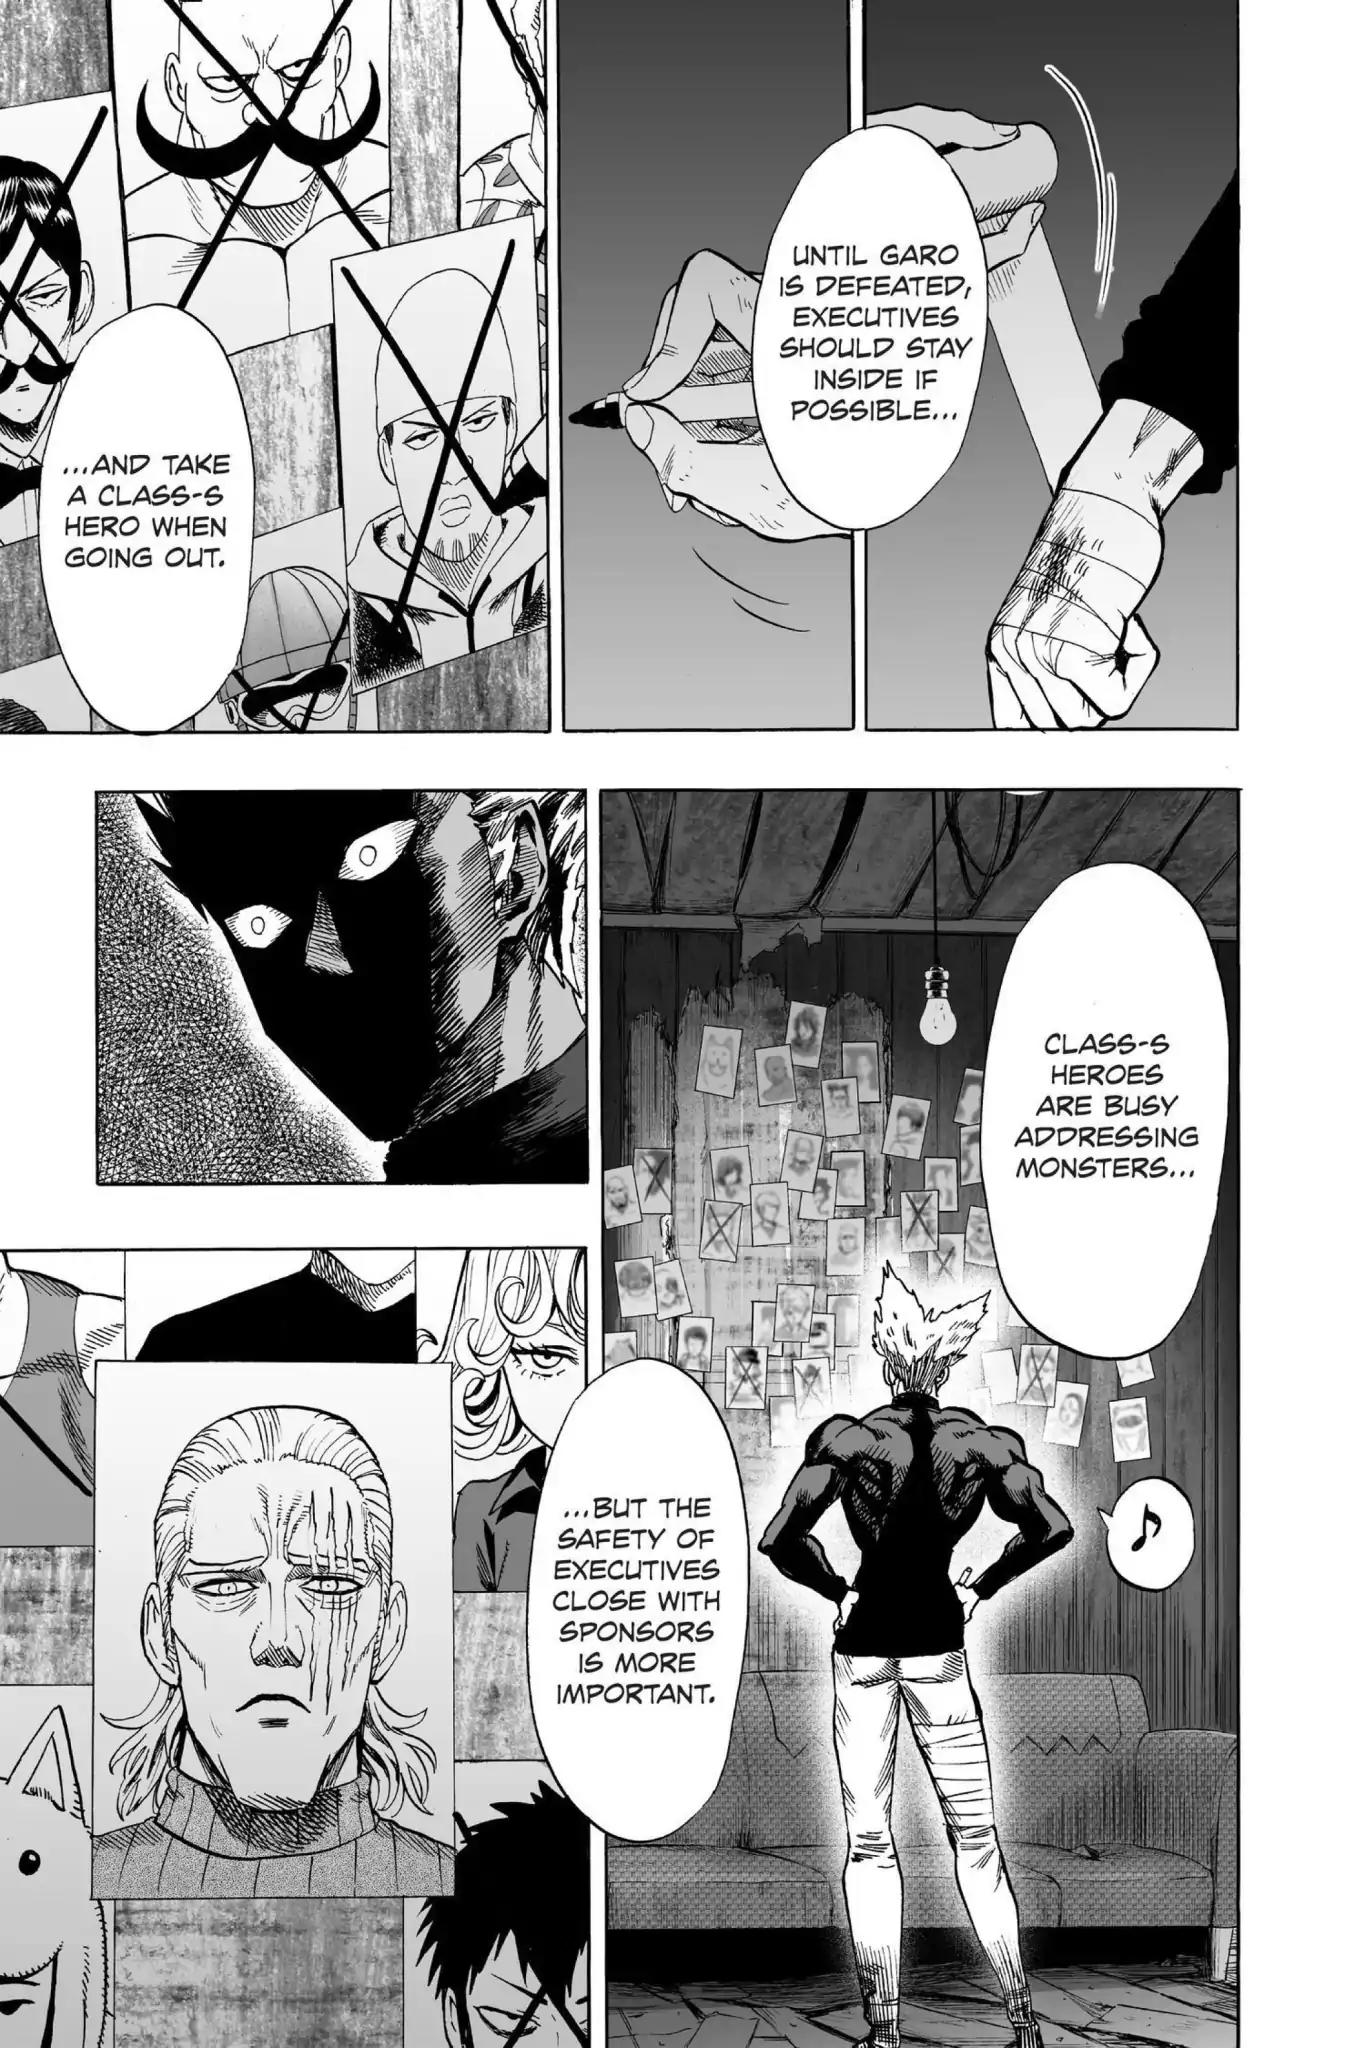 UNTIL GARO
IS DEFEATED,
EXECUTIVES
SHOULD STAY
INSIDE IF
POSSIBLE...
...AND TAKE
A CLASS-S
HERO WHEN
GOING OUT.
CLASS-S
HEROES
ARE BUSY
ADDRESSING
MONSTERS...
...BUT THE
SAFETY OF
EXECUTIVES
CLOSE WITH
SPONSORS
IS MORE
IMPORTANT.